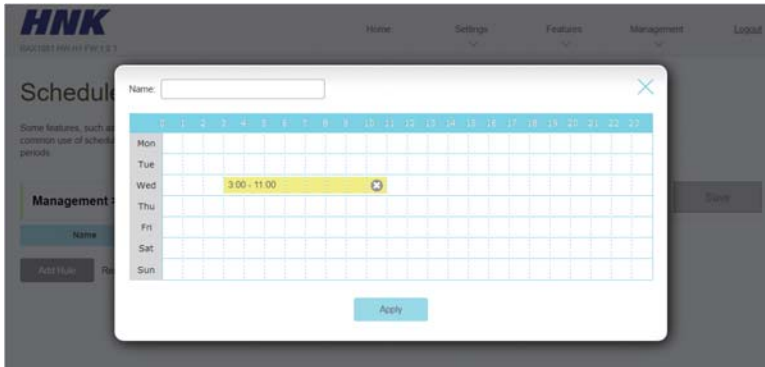 HNK
Home Settings Features Management Logout
Schedule
Some features, such as
common use of schedu
periods.
Name:
0 1 2 3 4 5 6 7 8 9 10 11 12 13 14 15 16 17 18 19 20 21 22 23
Mon
Tue
Wed 3:00 - 11:00
Thu
Fri
Sat
Sun
Management >
Save
Name
Add Rule Re
Apply